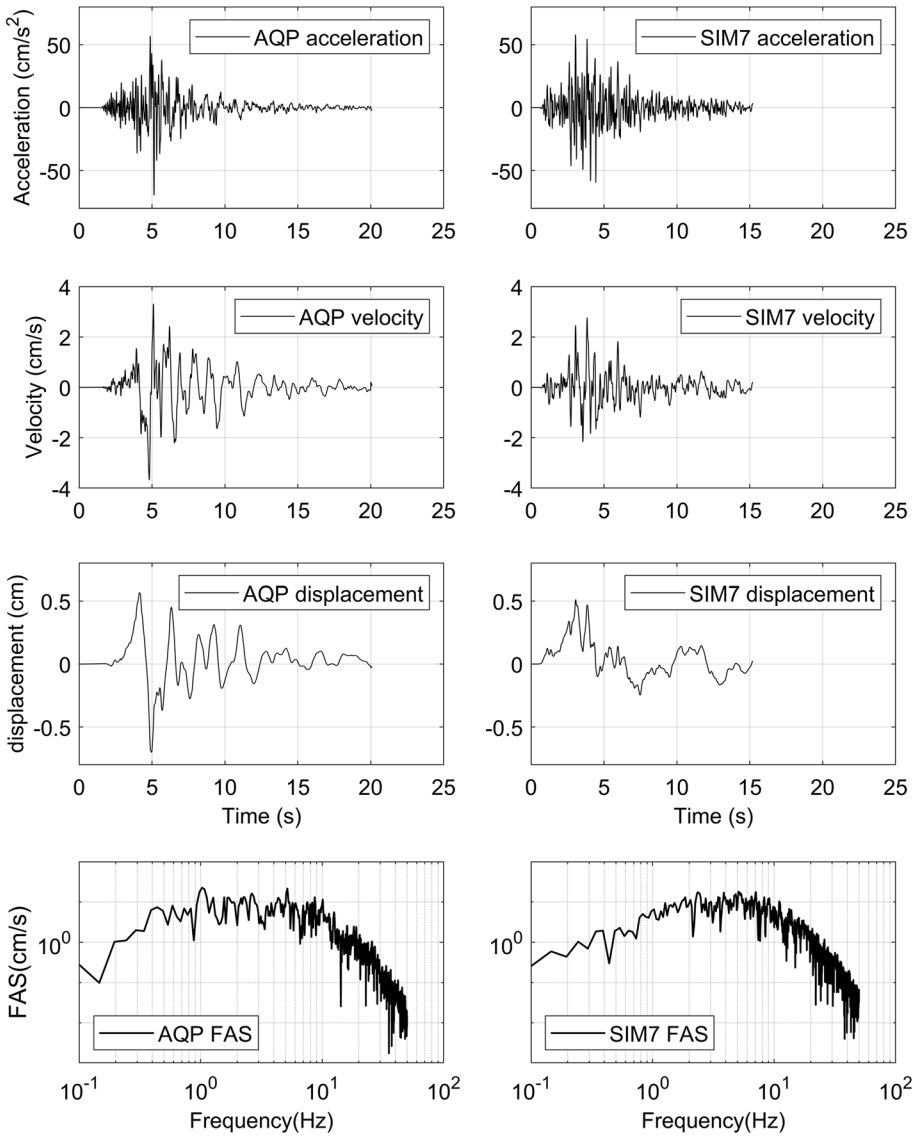 Acceleration (cm/s²)
50
0
-50
AQP acceleration
0 5 10 15 20 25
50
0
-50
SIM7 acceleration
0 5 10 15 20 25
Velocity (cm/s)
4
2
0
-2
-4
AQP velocity
0 5 10 15 20 25
4
2
0
-2
-4
SIM7 velocity
0 5 10 15 20 25
displacement (cm)
0.5
0
-0.5
AQP displacement
0 5 10 15 20 25
Time (s)
0.5
0
-0.5
SIM7 displacement
0 5 10 15 20 25
Time (s)
FAS(cm/s)
10⁰
AQP FAS
10⁻¹ 10⁰ 10¹ 10²
Frequency(Hz)
10⁰
SIM7 FAS
10⁻¹ 10⁰ 10¹ 10²
Frequency(Hz)